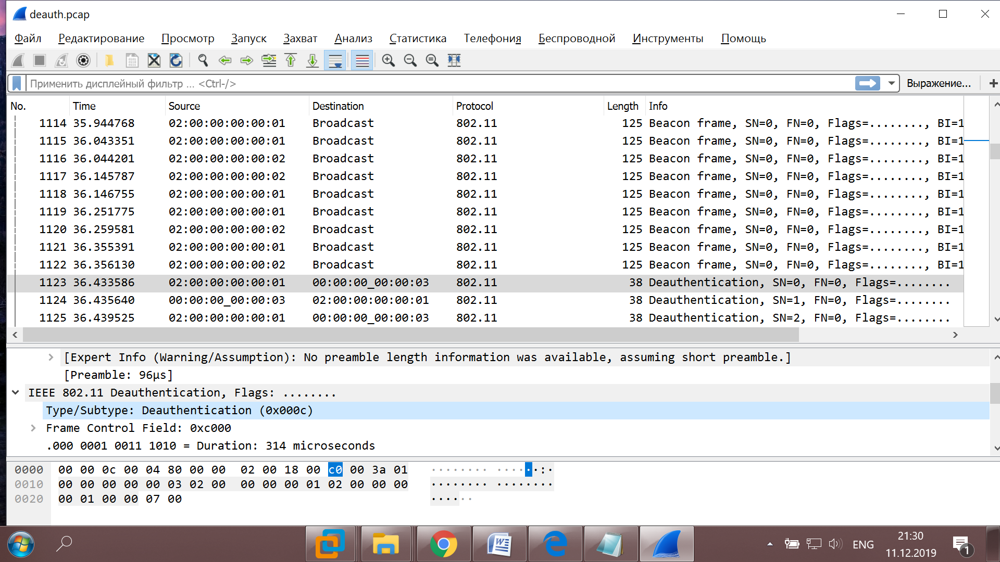 deauth.pcap
Файл Редактирование Просмотр Запуск Захват Анализ Статистика Телефония Беспроводной Инструменты Помощь
Применить дисплейный фильтр ... <Ctrl-/> Выражение... +
No. Time Source Destination Protocol Length Info
1114 35.944768 02:00:00:00:00:01 Broadcast 802.11 125 Beacon frame, SN=0, FN=0, Flags=........, BI=1
1115 36.043351 02:00:00:00:00:01 Broadcast 802.11 125 Beacon frame, SN=0, FN=0, Flags=........, BI=1
1116 36.044201 02:00:00:00:00:02 Broadcast 802.11 125 Beacon frame, SN=0, FN=0, Flags=........, BI=1
1117 36.145787 02:00:00:00:00:02 Broadcast 802.11 125 Beacon frame, SN=0, FN=0, Flags=........, BI=1
1118 36.146755 02:00:00:00:00:01 Broadcast 802.11 125 Beacon frame, SN=0, FN=0, Flags=........, BI=1
1119 36.251775 02:00:00:00:00:01 Broadcast 802.11 125 Beacon frame, SN=0, FN=0, Flags=........, BI=1
1120 36.259581 02:00:00:00:00:02 Broadcast 802.11 125 Beacon frame, SN=0, FN=0, Flags=........, BI=1
1121 36.355391 02:00:00:00:00:01 Broadcast 802.11 125 Beacon frame, SN=0, FN=0, Flags=........, BI=1
1122 36.356130 02:00:00:00:00:02 Broadcast 802.11 125 Beacon frame, SN=0, FN=0, Flags=........, BI=1
1123 36.433586 02:00:00:00:00:01 00:00:00_00:00:03 802.11 38 Deauthentication, SN=0, FN=0, Flags=........
1124 36.435640 00:00:00_00:00:03 02:00:00:00:00:01 802.11 38 Deauthentication, SN=1, FN=0, Flags=........
1125 36.439525 02:00:00:00:00:01 00:00:00_00:00:03 802.11 38 Deauthentication, SN=2, FN=0, Flags=........
[Expert Info (Warning/Assumption): No preamble length information was available, assuming short preamble.]
[Preamble: 96µs]
IEEE 802.11 Deauthentication, Flags: ........
Type/Subtype: Deauthentication (0x000c)
Frame Control Field: 0xc000
.000 0001 0011 1010 = Duration: 314 microseconds
0000 00 00 0c 00 04 80 00 00 02 00 18 00 c0 00 3a 01 ········ ······:·
0010 00 00 00 00 00 03 02 00 00 00 00 01 02 00 00 00 ········ ········
0020 00 01 00 00 07 00 ······
ENG 21:30 1
11.12.2019